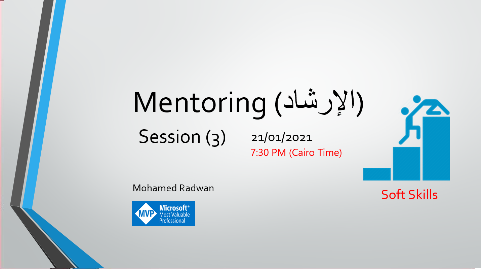 Mentoring (الإرشاد)
Session (3)
21/01/2021
7:30 PM (Cairo Time)
Mohamed Radwan
Soft Skills
MVP
Microsoft®
Most Valuable
Professional